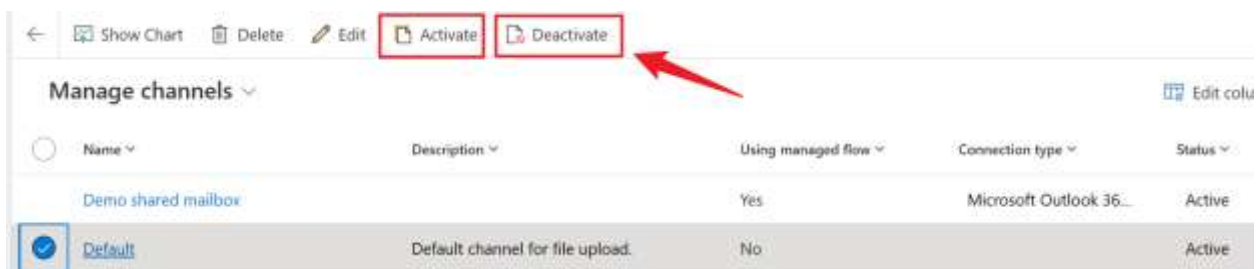 Show Chart Delete Edit Activate Deactivate
Manage channels Edit colu
Name Description Using managed flow Connection type Status
Demo shared mailbox Yes Microsoft Outlook 36... Active
Default Default channel for file upload. No Active